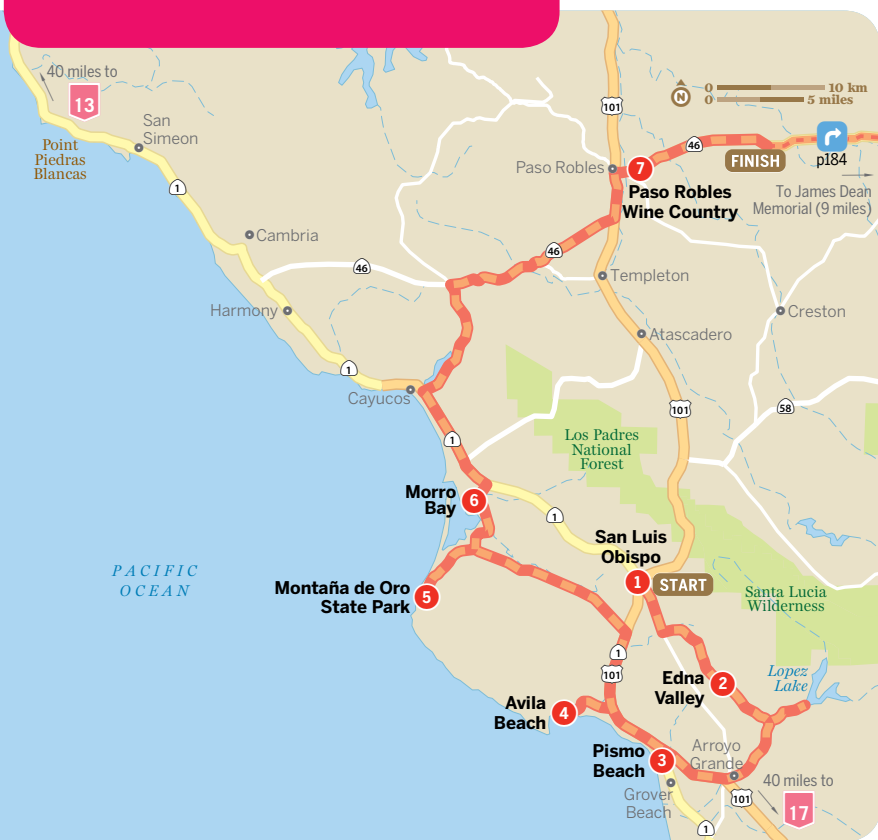 40 miles to
13
San
Simeon
Point
Piedras
Blancas
1
Cambria
46
Harmony
1
Cayucos
101
N
0 10 km
0 5 miles
46
FINISH
p184
Paso Robles
7
Paso Robles
Wine Country
To James Dean
Memorial (9 miles)
46
Templeton
Creston
Atascadero
101
58
1
Los Padres
National
Forest
Morro
Bay
6
1
San Luis
Obispo
1
START
PACIFIC
OCEAN
Montaña de Oro
State Park
5
Santa Lucia
Wilderness
1
101
Edna
Valley
2
Lopez
Lake
Avila
Beach
4
Pismo
Beach
3
Arroyo
Grande
Grover
Beach
101
40 miles to
17
1